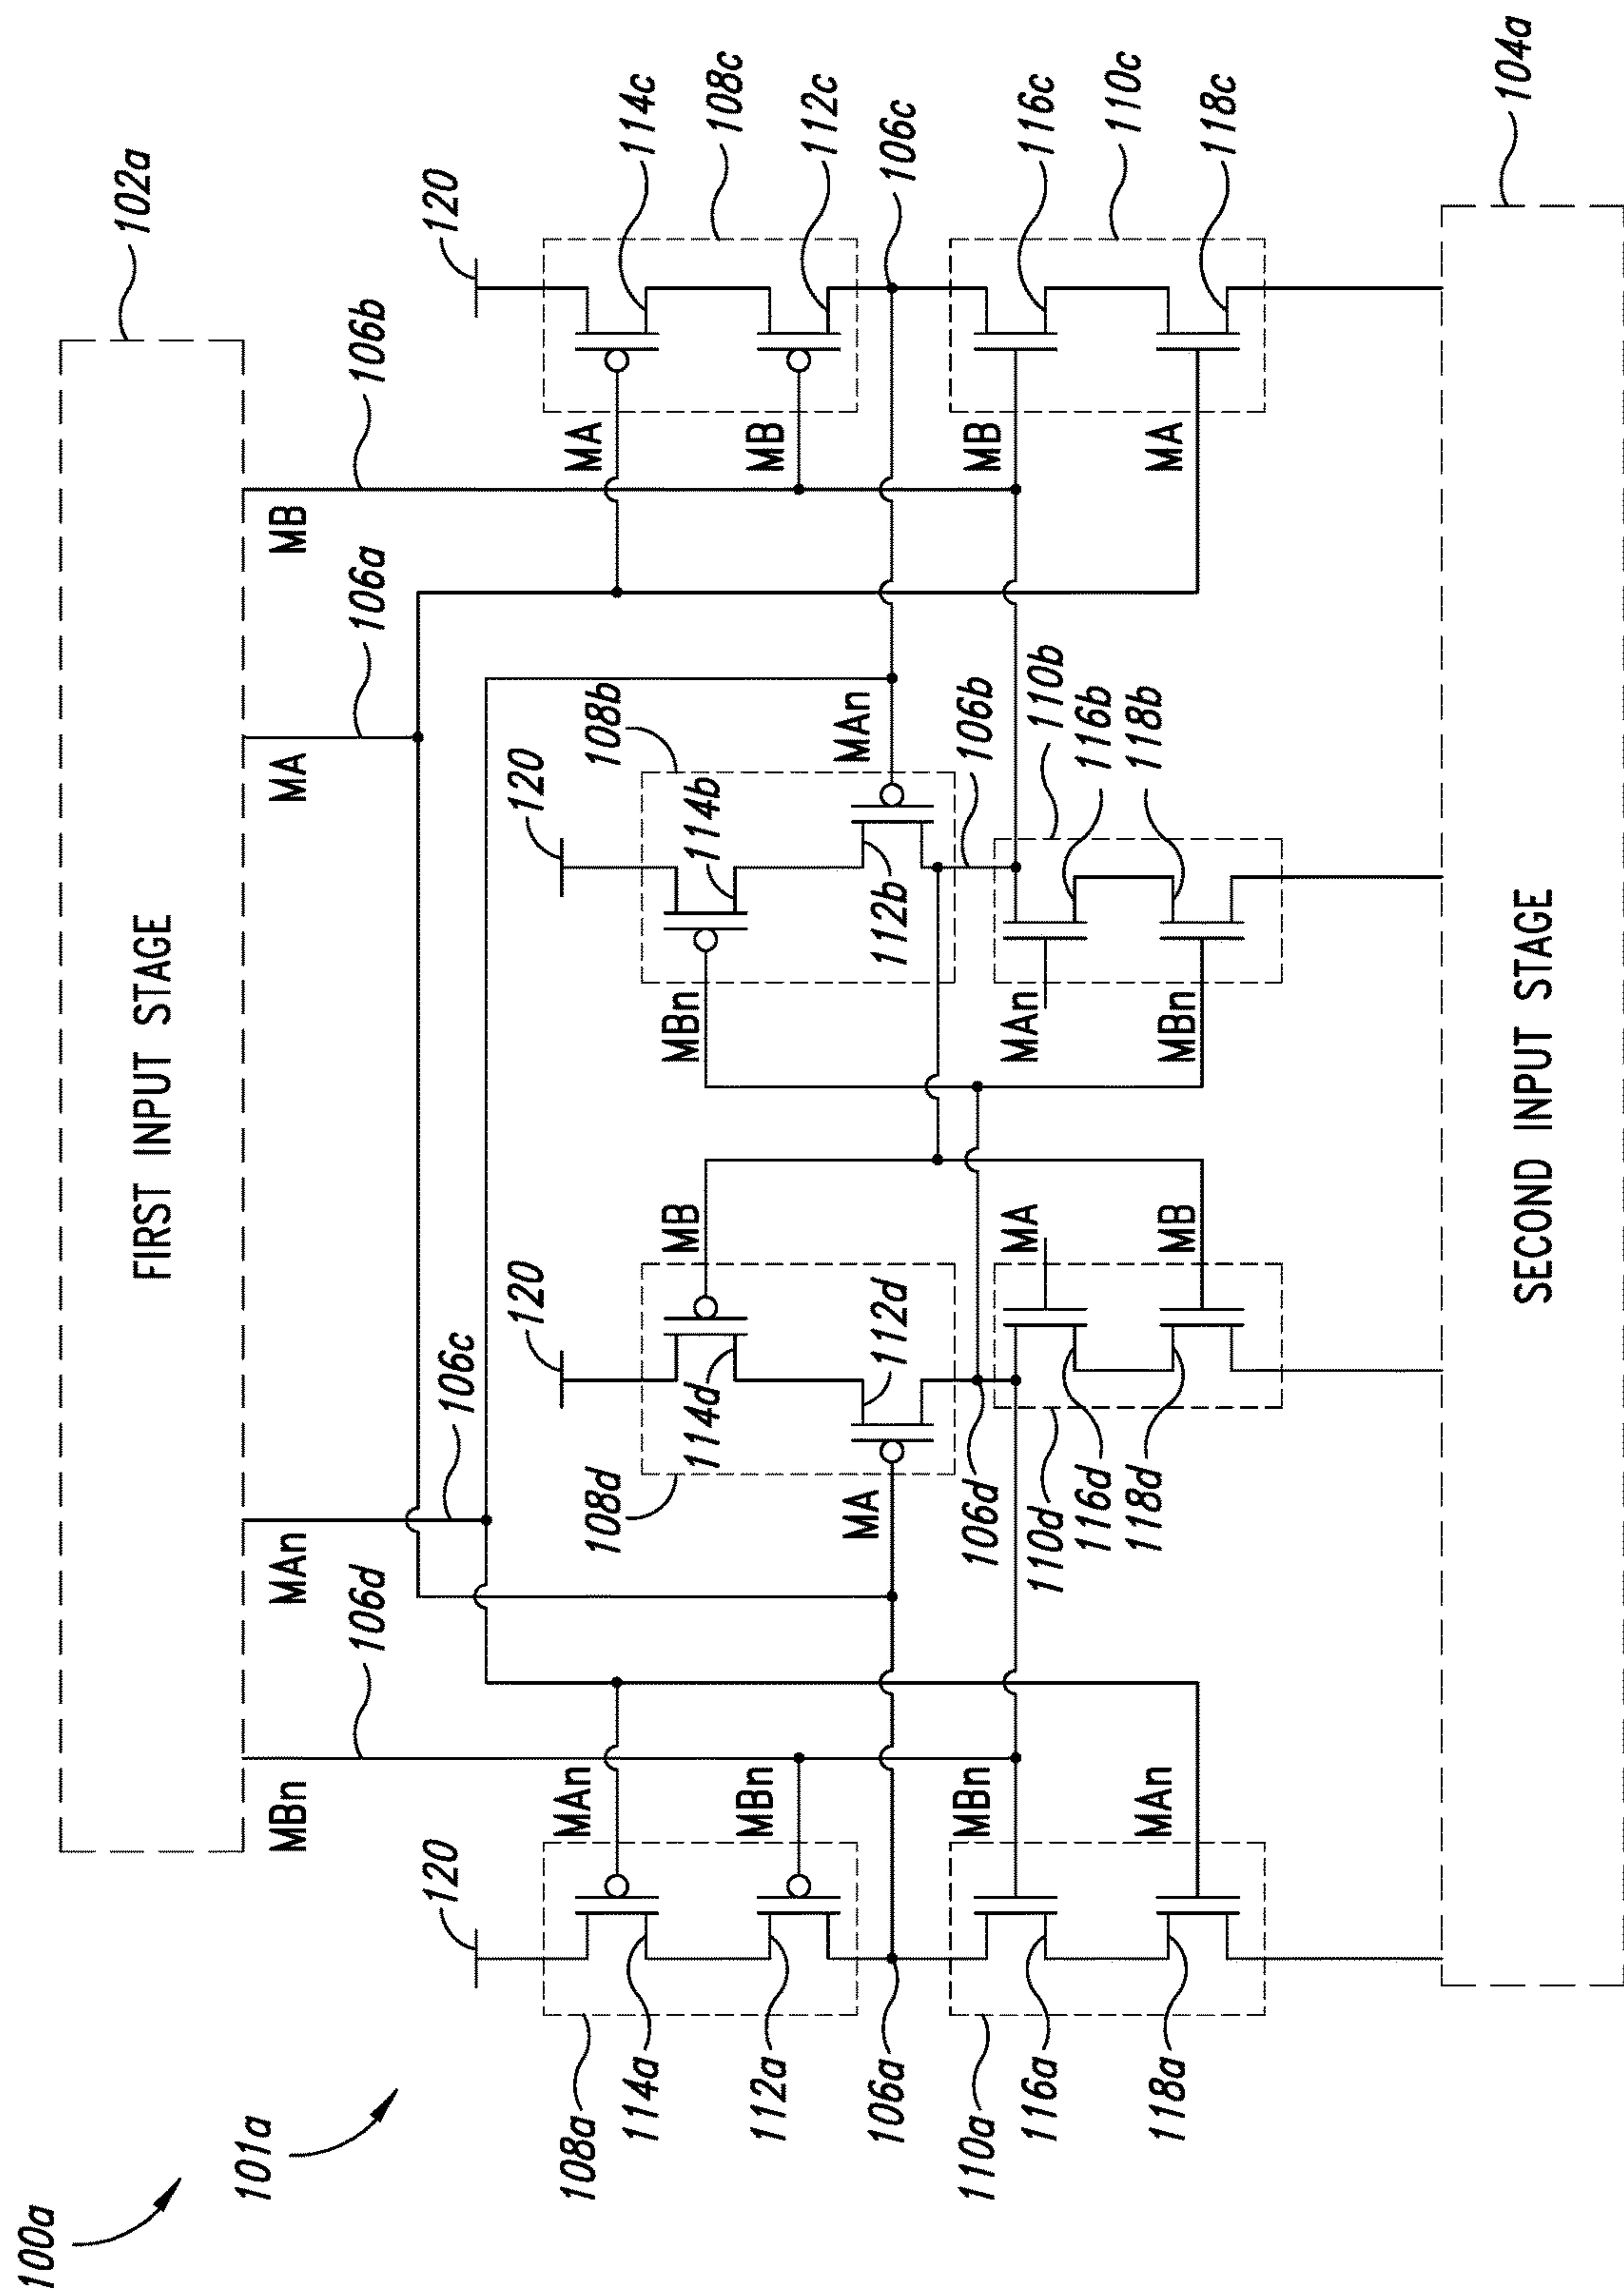 100a
102a
FIRST INPUT STAGE
101a
MBn
MAn
MA
MB
106d
106c
106a
106b
120
120
120
120
108a
MAn
108d
108b
MA
114a
114c
MB
MBn
114d
114b
108c
112a
MBn
MB
112c
MA
MAn
112d
112b
106a
106c
110a
MBn
106d
106b
MB
116a
110d
MA
MAn
110b
116c
116d
116b
110c
118a
MAn
118d
MB
MBn
118b
MA
118c
SECOND INPUT STAGE
104a